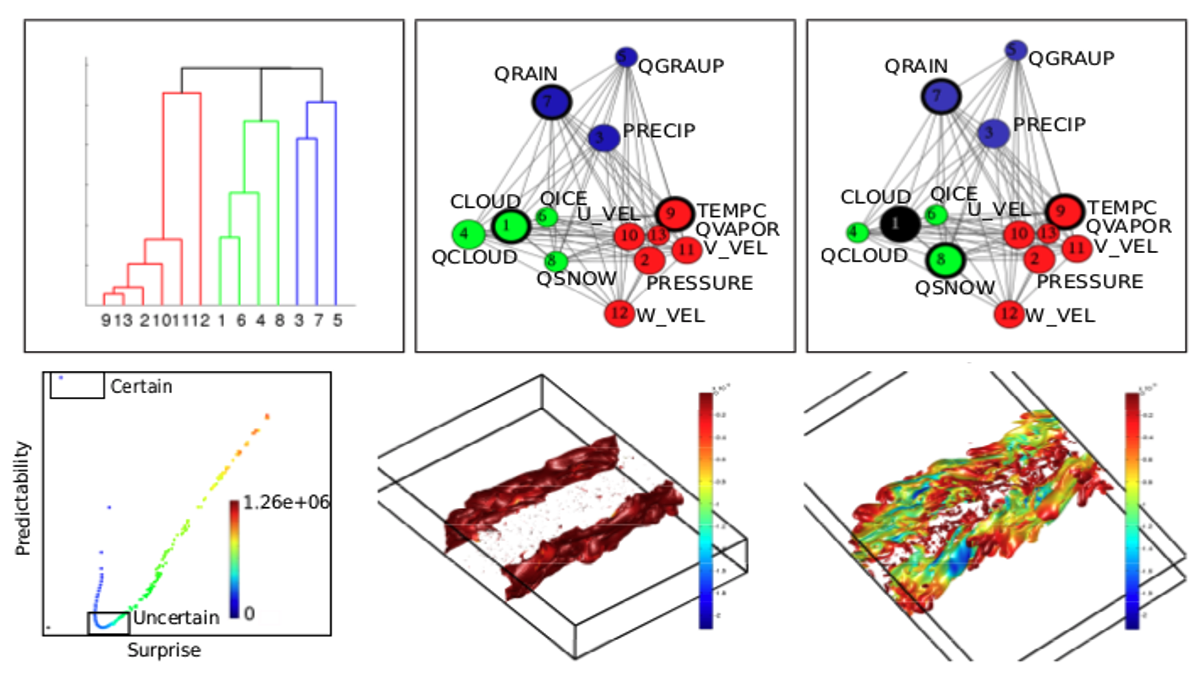 9 13 2 10 11 12 1 6 4 8 3 7 5
5
QGRAUP
QRAIN
7
3
PRECIP
CLOUD
QICE
6
U_VEL
9
TEMPC
4
1
10
13
QVAPOR
11
V_VEL
QCLOUD
8
2
QSNOW
PRESSURE
12
W_VEL
5
QGRAUP
QRAIN
7
3
PRECIP
CLOUD
QICE
6
U_VEL
9
TEMPC
4
1
10
13
QVAPOR
11
V_VEL
QCLOUD
8
2
QSNOW
PRESSURE
12
W_VEL
Certain
Predictability
1.26e+06
0
Uncertain
Surprise